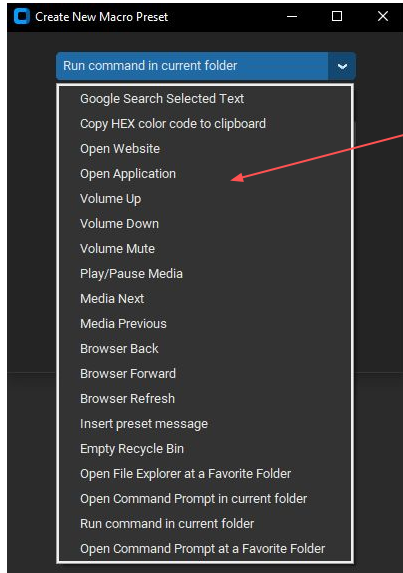 Create New Macro Preset
Run command in current folder
Google Search Selected Text
Copy HEX color code to clipboard
Open Website
Open Application
Volume Up
Volume Down
Volume Mute
Play/Pause Media
Media Next
Media Previous
Browser Back
Browser Forward
Browser Refresh
Insert preset message
Empty Recycle Bin
Open File Explorer at a Favorite Folder
Open Command Prompt in current folder
Run command in current folder
Open Command Prompt at a Favorite Folder